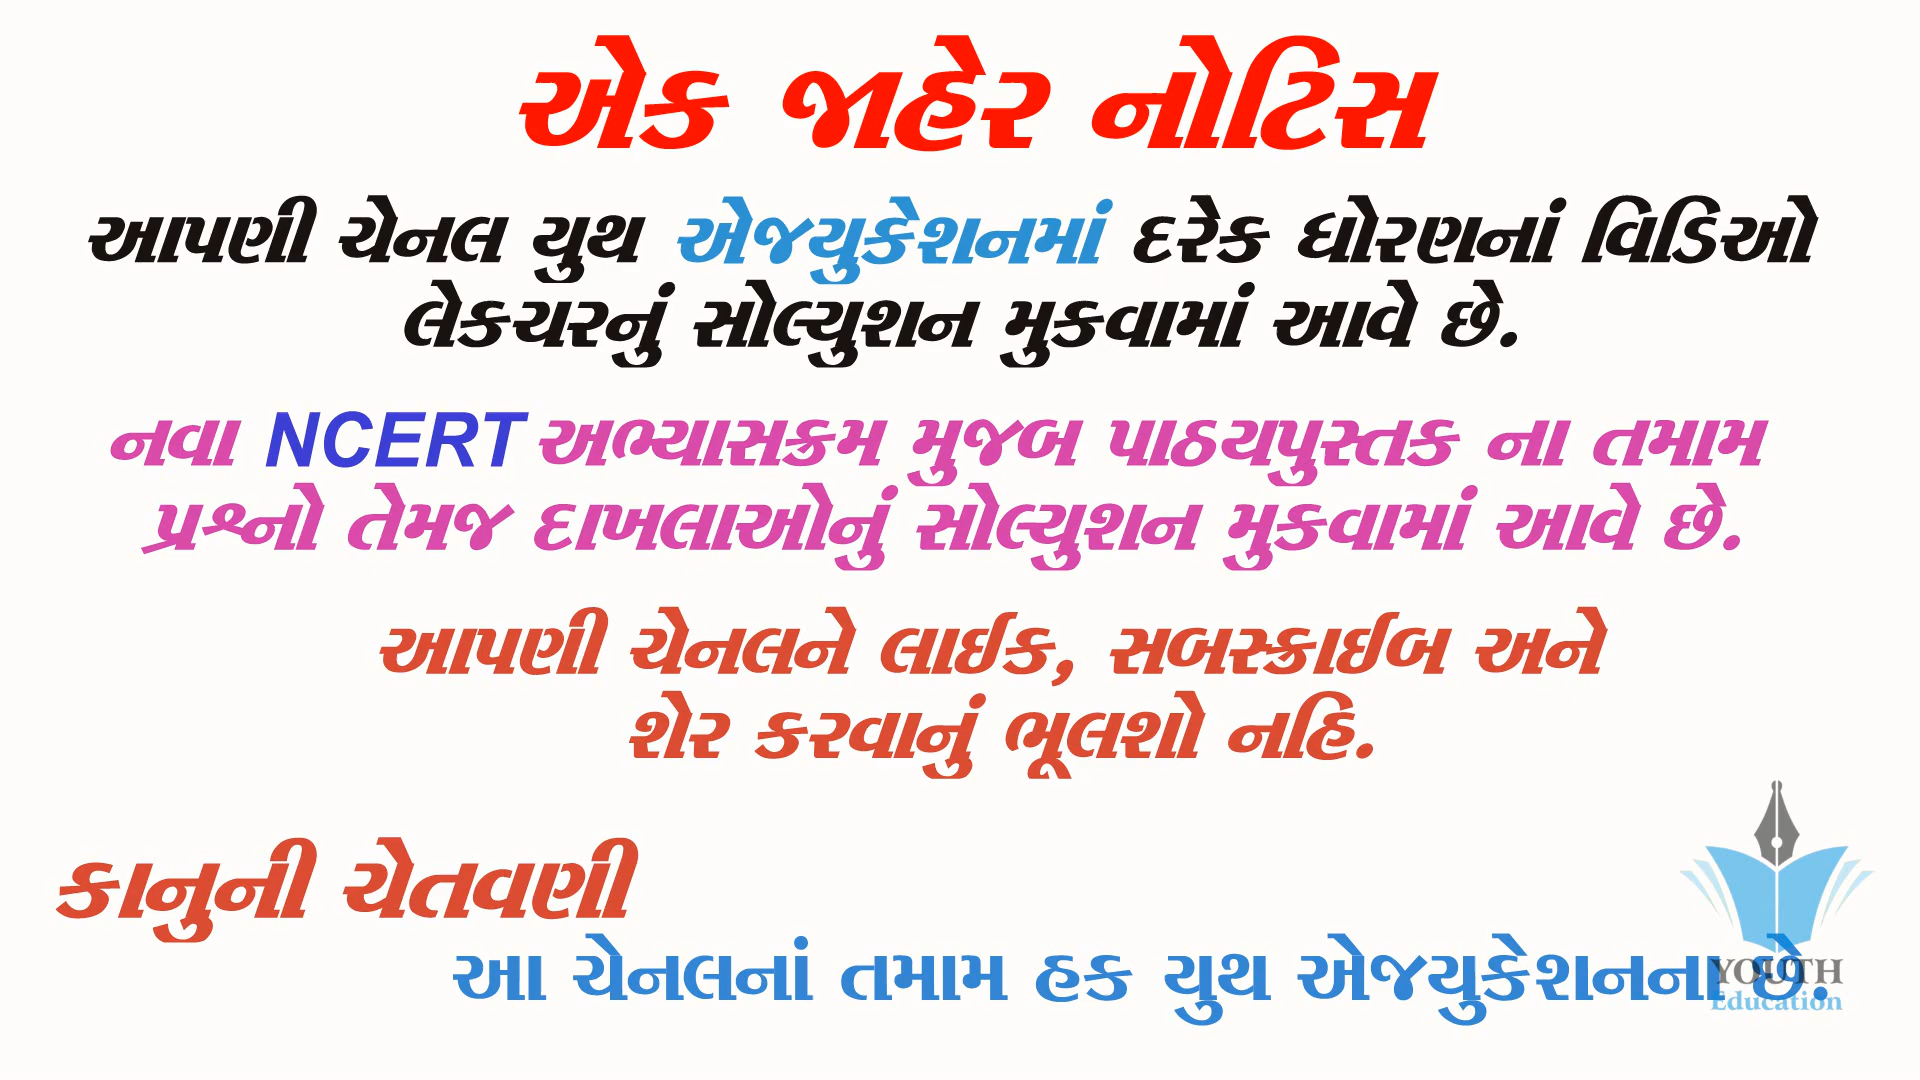 એક જાહેર નોટિસ
આપણી ચેનલ યુથ એજયુકેશનમાં દરેક ધોરણનાં વિડિઓ
લેકચરનું સોલ્યુશન મુકવામાં આવે છે.
નવા NCERT અભ્યાસક્રમ મુજબ પાઠયપુસ્તક ના તમામ
પ્રશ્નો તેમજ દાખલાઓનું સોલ્યુશન મુકવામાં આવે છે.
આપણી ચેનલને લાઈક, સબસ્ક્રાઈબ અને
શેર કરવાનું ભૂલશો નહિ.
કાનુની ચેતવણી
આ ચેનલનાં તમામ હક યુથ એજયુકેશનના છે.
YOUTH
Education